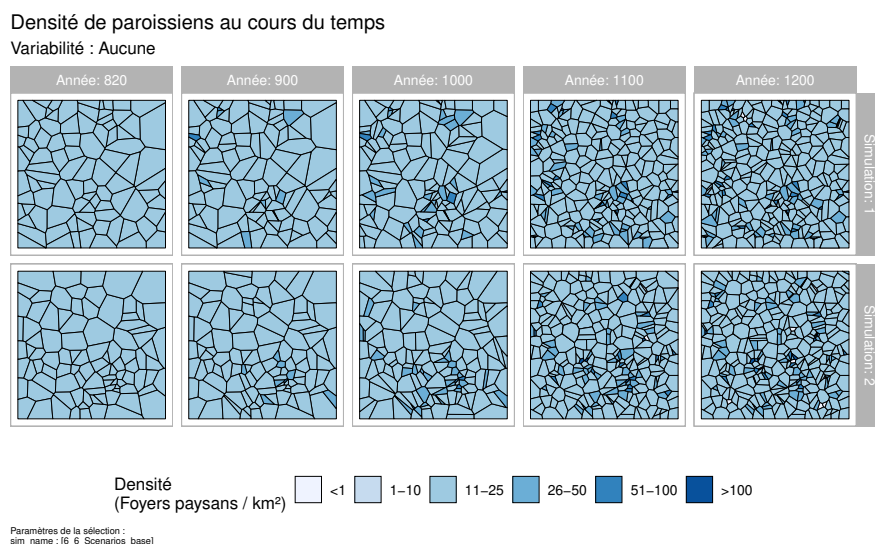 Densité de paroissiens au cours du temps
Variabilité : Aucune
Année: 820
Année: 900
Année: 1000
Année: 1100
Année: 1200
Simulation: 1
Simulation: 2
Densité
(Foyers paysans / km²)
<1
1−10
11−25
26−50
51−100
>100
Paramètres de la sélection :
sim_name : [6_6_Scenarios_base]